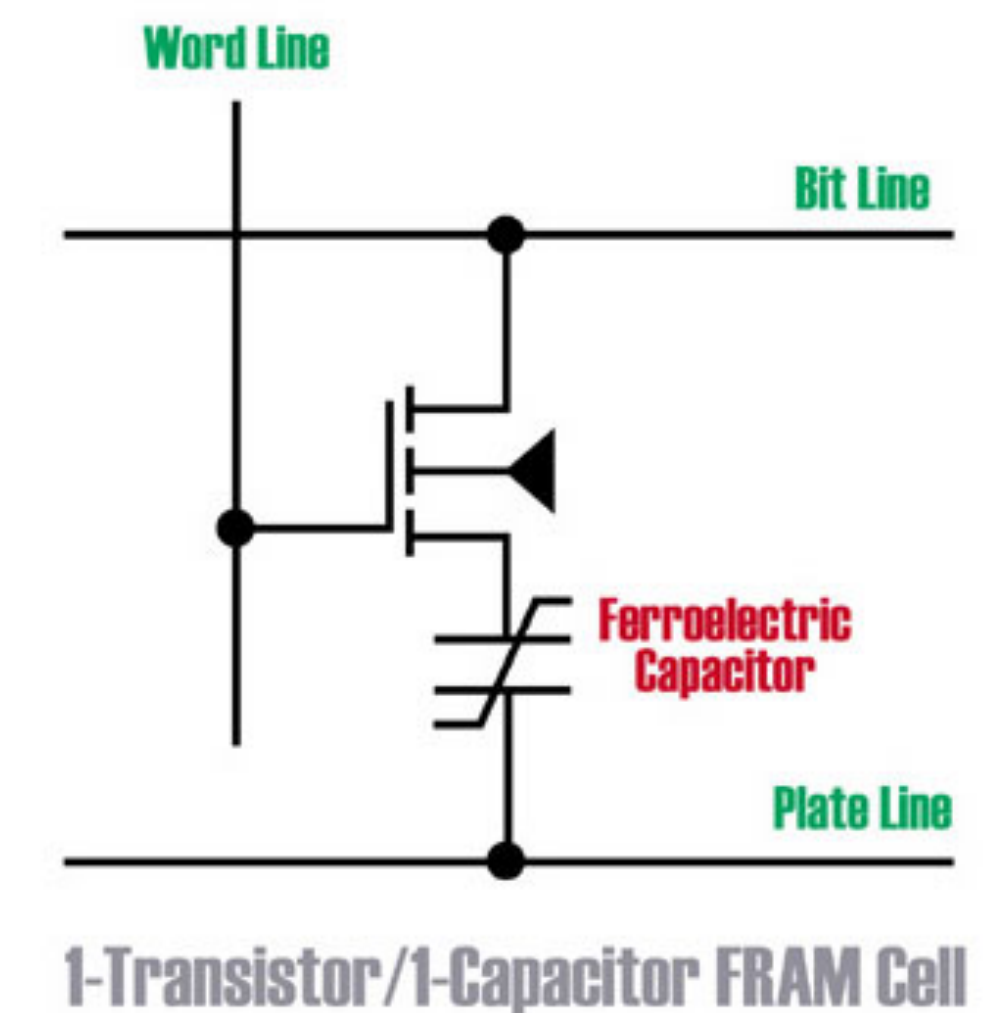 Word Line
Bit Line
Ferroelectric
Capacitor
Plate Line
1-Transistor/1-Capacitor FRAM Cell